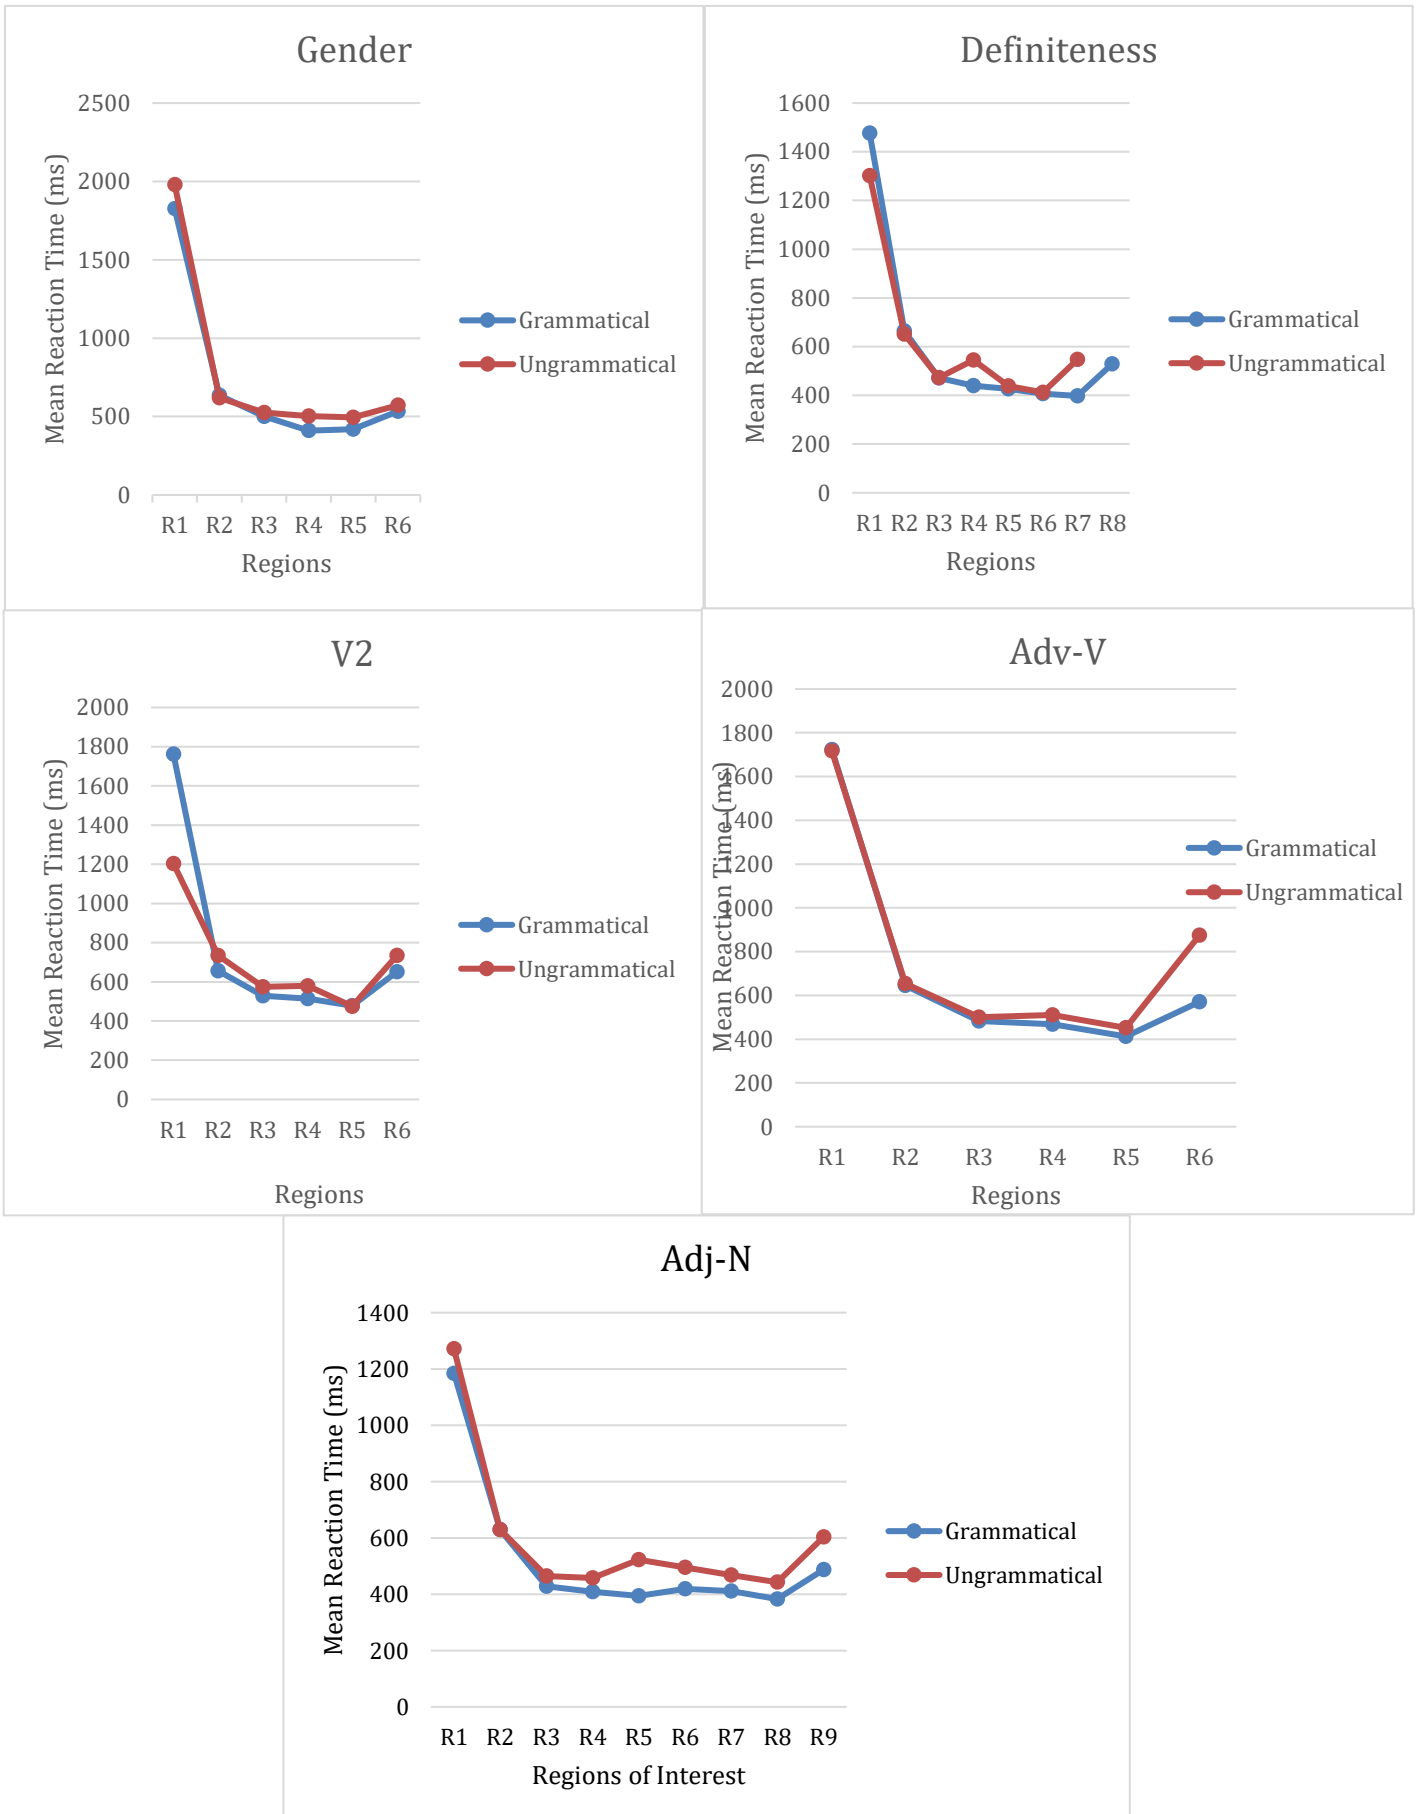 Gender
2500
2000
1500
1000
500
0
Mean Reaction Time (ms)
R1 R2 R3 R4 R5 R6
Regions
Grammatical
Ungrammatical
Definiteness
1600
1400
1200
1000
800
600
400
200
0
Mean Reaction Time (ms)
R1 R2 R3 R4 R5 R6 R7 R8
Regions
Grammatical
Ungrammatical
V2
2000
1800
1600
1400
1200
1000
800
600
400
200
0
Mean Reaction Time (ms)
R1 R2 R3 R4 R5 R6
Regions
Grammatical
Ungrammatical
Adv-V
2000
1800
1600
1400
1200
1000
800
600
400
200
0
Mean Reaction Time (ms)
R1 R2 R3 R4 R5 R6
Regions
Grammatical
Ungrammatical
Adj-N
1400
1200
1000
800
600
400
200
0
Mean Reaction Time (ms)
R1 R2 R3 R4 R5 R6 R7 R8 R9
Regions of Interest
Grammatical
Ungrammatical